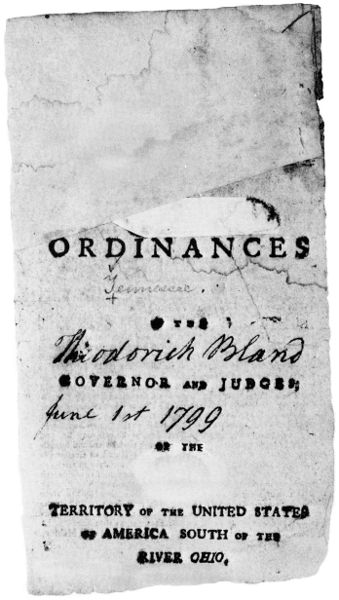 ORDINANCES
Tennessee.
OF THE
Theodorich Bland
GOVERNOR AND JUDGES,
June 1st 1799
OF THE
TERRITORY OF THE UNITED STATES
OF AMERICA SOUTH OF THE
RIVER OHIO.